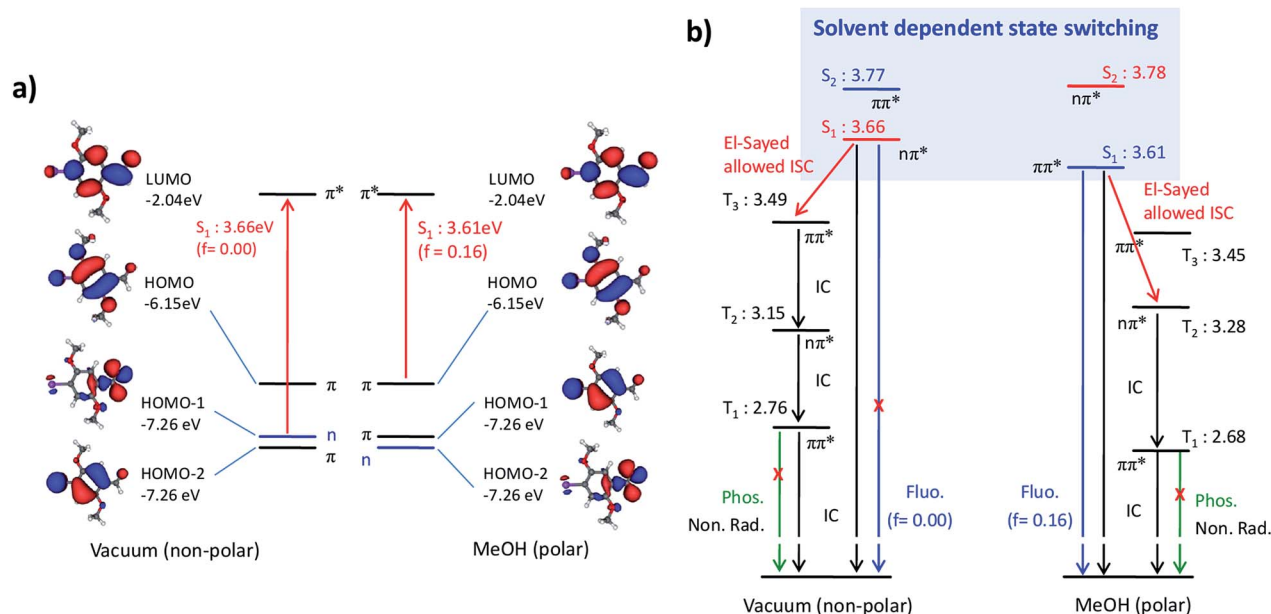 a)
LUMO
-2.04eV
HOMO
-6.15eV
HOMO-1
-7.26 eV
HOMO-2
-7.26 eV
π*
S1 : 3.66eV
(f= 0.00)
π
n
π
Vacuum (non-polar)
π*
S1 : 3.61eV
(f= 0.16)
π
π
n
LUMO
-2.04eV
HOMO
-6.15eV
HOMO-1
-7.26 eV
HOMO-2
-7.26 eV
MeOH (polar)
b)
Solvent dependent state switching
S2 : 3.77
ππ*
S1 : 3.66
nπ*
El-Sayed
allowed ISC
T3 : 3.49
ππ*
IC
T2 : 3.15
nπ*
IC
T1 : 2.76
ππ*
X
X
Phos.
Non. Rad.
IC
Fluo.
(f= 0.00)
Vacuum (non-polar)
S2 : 3.78
nπ*
S1 : 3.61
ππ*
El-Sayed
allowed ISC
ππ*
T3 : 3.45
nπ*
T2 : 3.28
IC
T1 : 2.68
ππ*
X
Fluo.
(f= 0.16)
IC
Phos.
Non. Rad.
MeOH (polar)